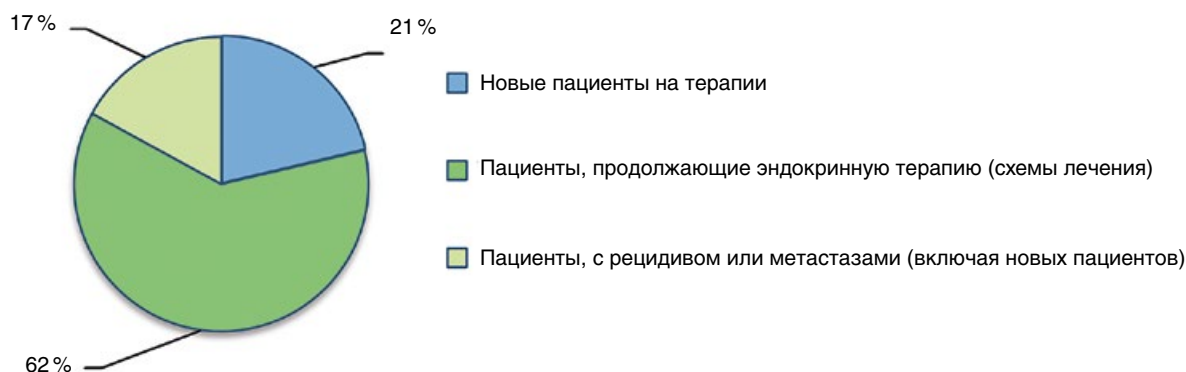 17 %
21 %
Новые пациенты на терапии
Пациенты, продолжающие эндокринную терапию (схемы лечения)
Пациенты, с рецидивом или метастазами (включая новых пациентов)
62 %